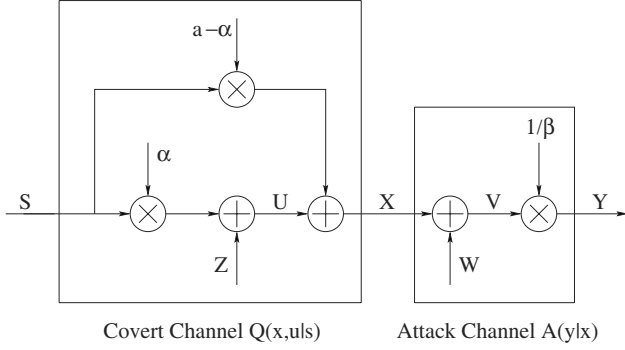 a−α
1/β
α
S
U
X
V
Y
Z
W
Covert Channel Q(x,u|s)
Attack Channel A(y|x)